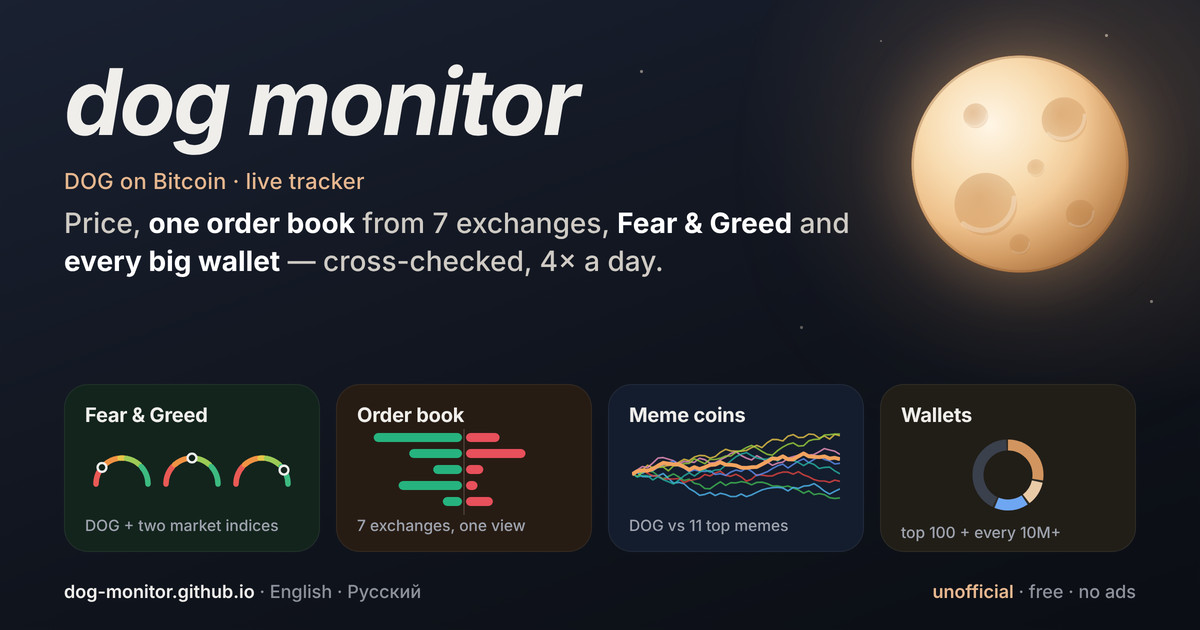 dog monitor
DOG on Bitcoin · live tracker
Price, one order book from 7 exchanges, Fear & Greed and
every big wallet — cross-checked, 4× a day.
Fear & Greed
DOG + two market indices
Order book
7 exchanges, one view
Meme coins
DOG vs 11 top memes
Wallets
top 100 + every 10M+
dog-monitor.github.io · English · Русский
unofficial · free · no ads